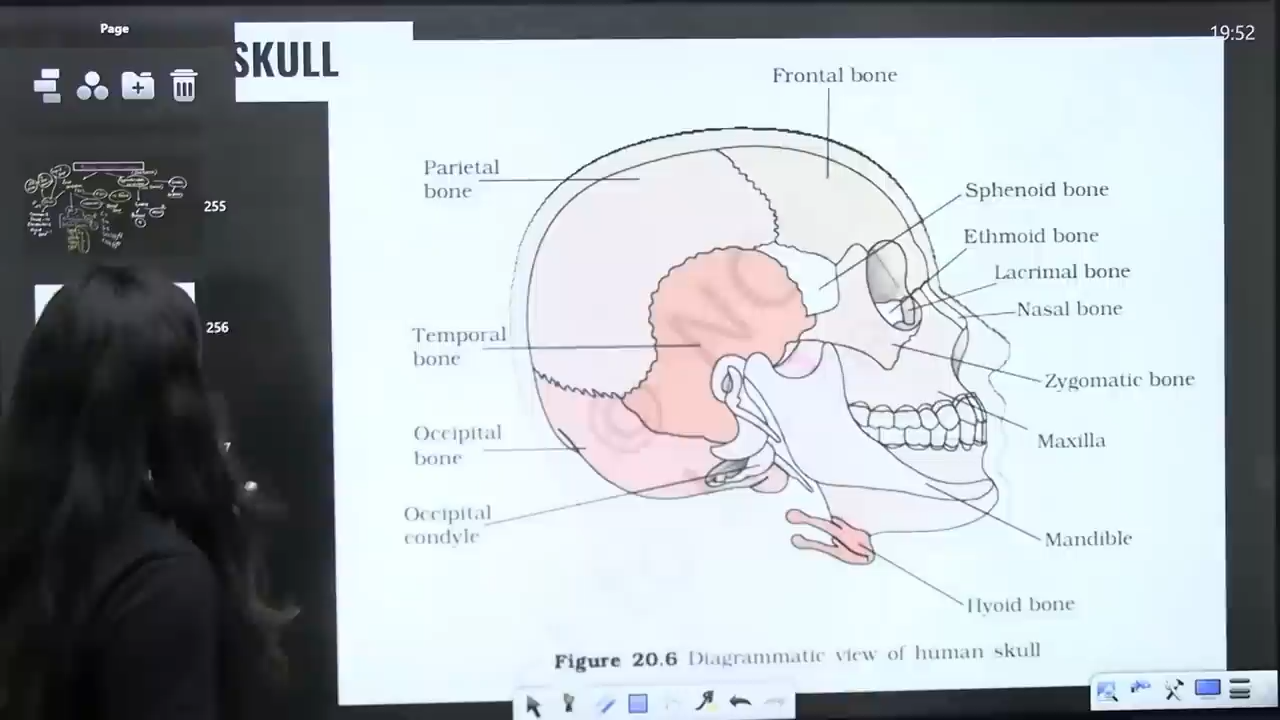 Page
19:52
SKULL
255
256
7
Frontal bone
Parietal
bone
Sphenoid bone
Ethmoid bone
Lacrimal bone
Nasal bone
Temporal
bone
Zygomatic bone
Occipital
bone
Maxilla
Occipital
condyle
Mandible
Hyoid bone
Figure 20.6 Diagrammatic view of human skull